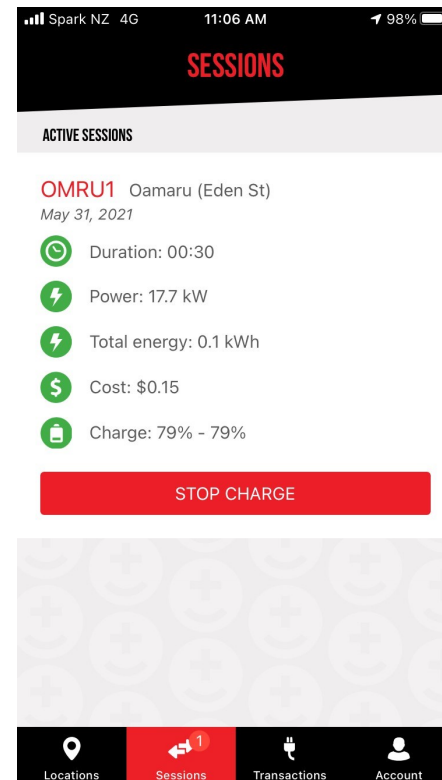 Spark NZ 4G 11:06 AM 98%
SESSIONS
ACTIVE SESSIONS
OMRU1 Oamaru (Eden St)
May 31, 2021
Duration: 00:30
Power: 17.7 kW
Total energy: 0.1 kWh
$ Cost: $0.15
Charge: 79% - 79%
STOP CHARGE
1
Locations Sessions Transactions Account